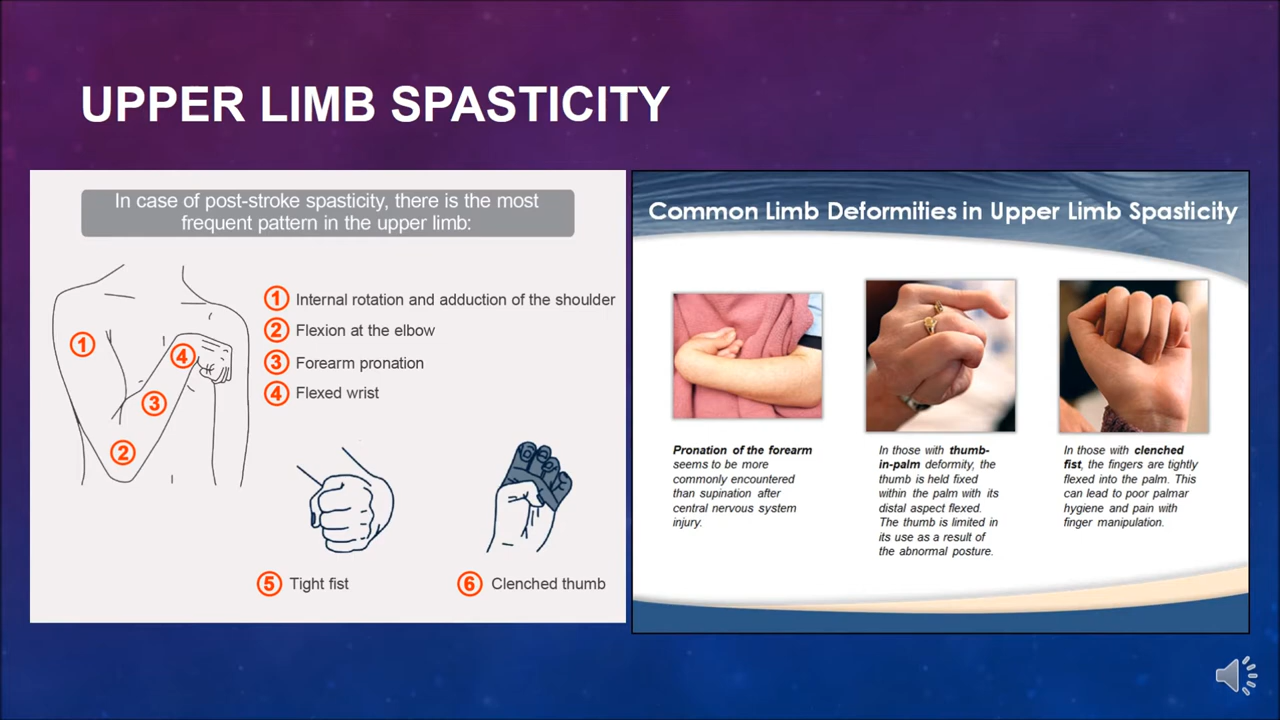 UPPER LIMB SPASTICITY
In case of post-stroke spasticity, there is the most
frequent pattern in the upper limb:
1 Internal rotation and adduction of the shoulder
2 Flexion at the elbow
3 Forearm pronation
4 Flexed wrist
1
4
3
2
5 Tight fist
6 Clenched thumb
Common Limb Deformities in Upper Limb Spasticity
Pronation of the forearm
seems to be more
commonly encountered
than supination after
central nervous system
injury.
In those with thumb-
in-palm deformity, the
thumb is held fixed
within the palm with its
distal aspect flexed.
The thumb is limited in
its use as a result of
the abnormal posture.
In those with clenched
fist, the fingers are tightly
flexed into the palm. This
can lead to poor palmar
hygiene and pain with
finger manipulation.